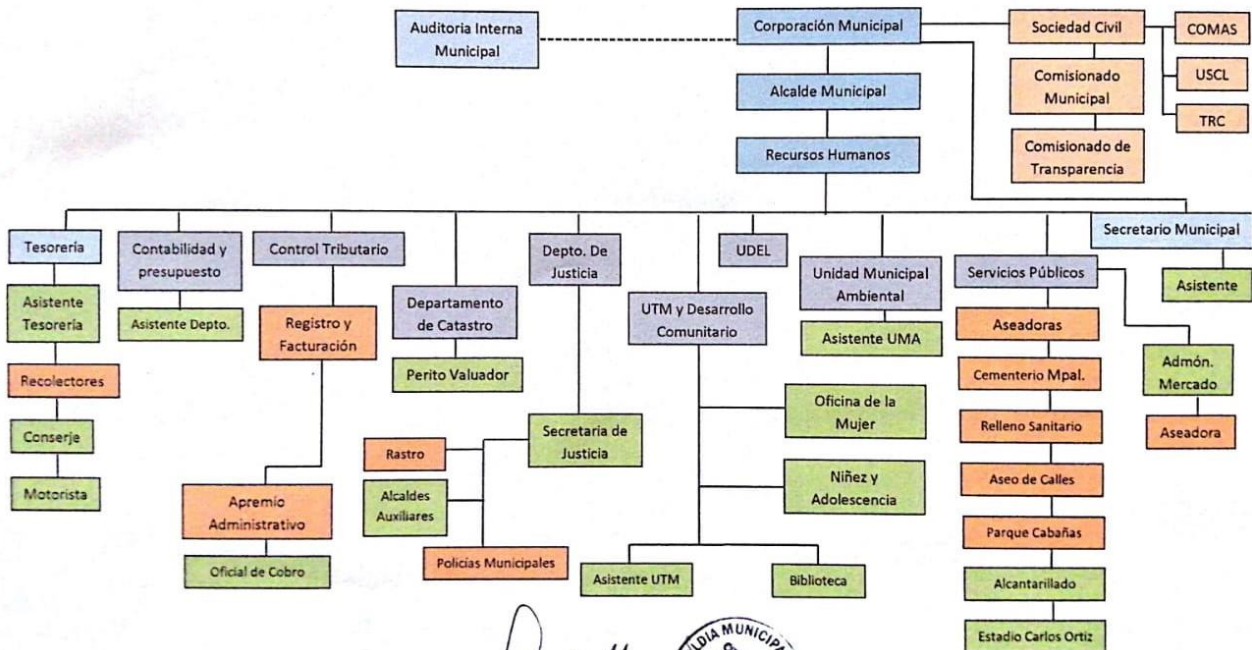 Auditoria Interna
Municipal
Corporación Municipal
Sociedad Civil
COMAS
USCL
TRC
Alcalde Municipal
Comisionado
Municipal
Recursos Humanos
Comisionado de
Transparencia
Tesorería
Contabilidad y
presupuesto
Control Tributario
Depto. De
Justicia
UDEL
Secretario Municipal
Asistente
Tesorería
Asistente Depto.
Registro y
Facturación
Departamento
de Catastro
UTM y Desarrollo
Comunitario
Unidad Municipal
Ambiental
Servicios Públicos
Asistente
Recolectores
Perito Valuador
Asistente UMA
Aseadoras
Admón.
Mercado
Conserje
Secretaria de
Justicia
Oficina de la
Mujer
Cementerio Mpal.
Relleno Sanitario
Aseadora
Motorista
Rastro
Alcaldes
Auxiliares
Niñez y
Adolescencia
Aseo de Calles
Apremio
Administrativo
Policías Municipales
Parque Cabañas
Oficial de Cobro
Asistente UTM
Biblioteca
Alcantarillado
Estadio Carlos Ortiz
MUNICIPA